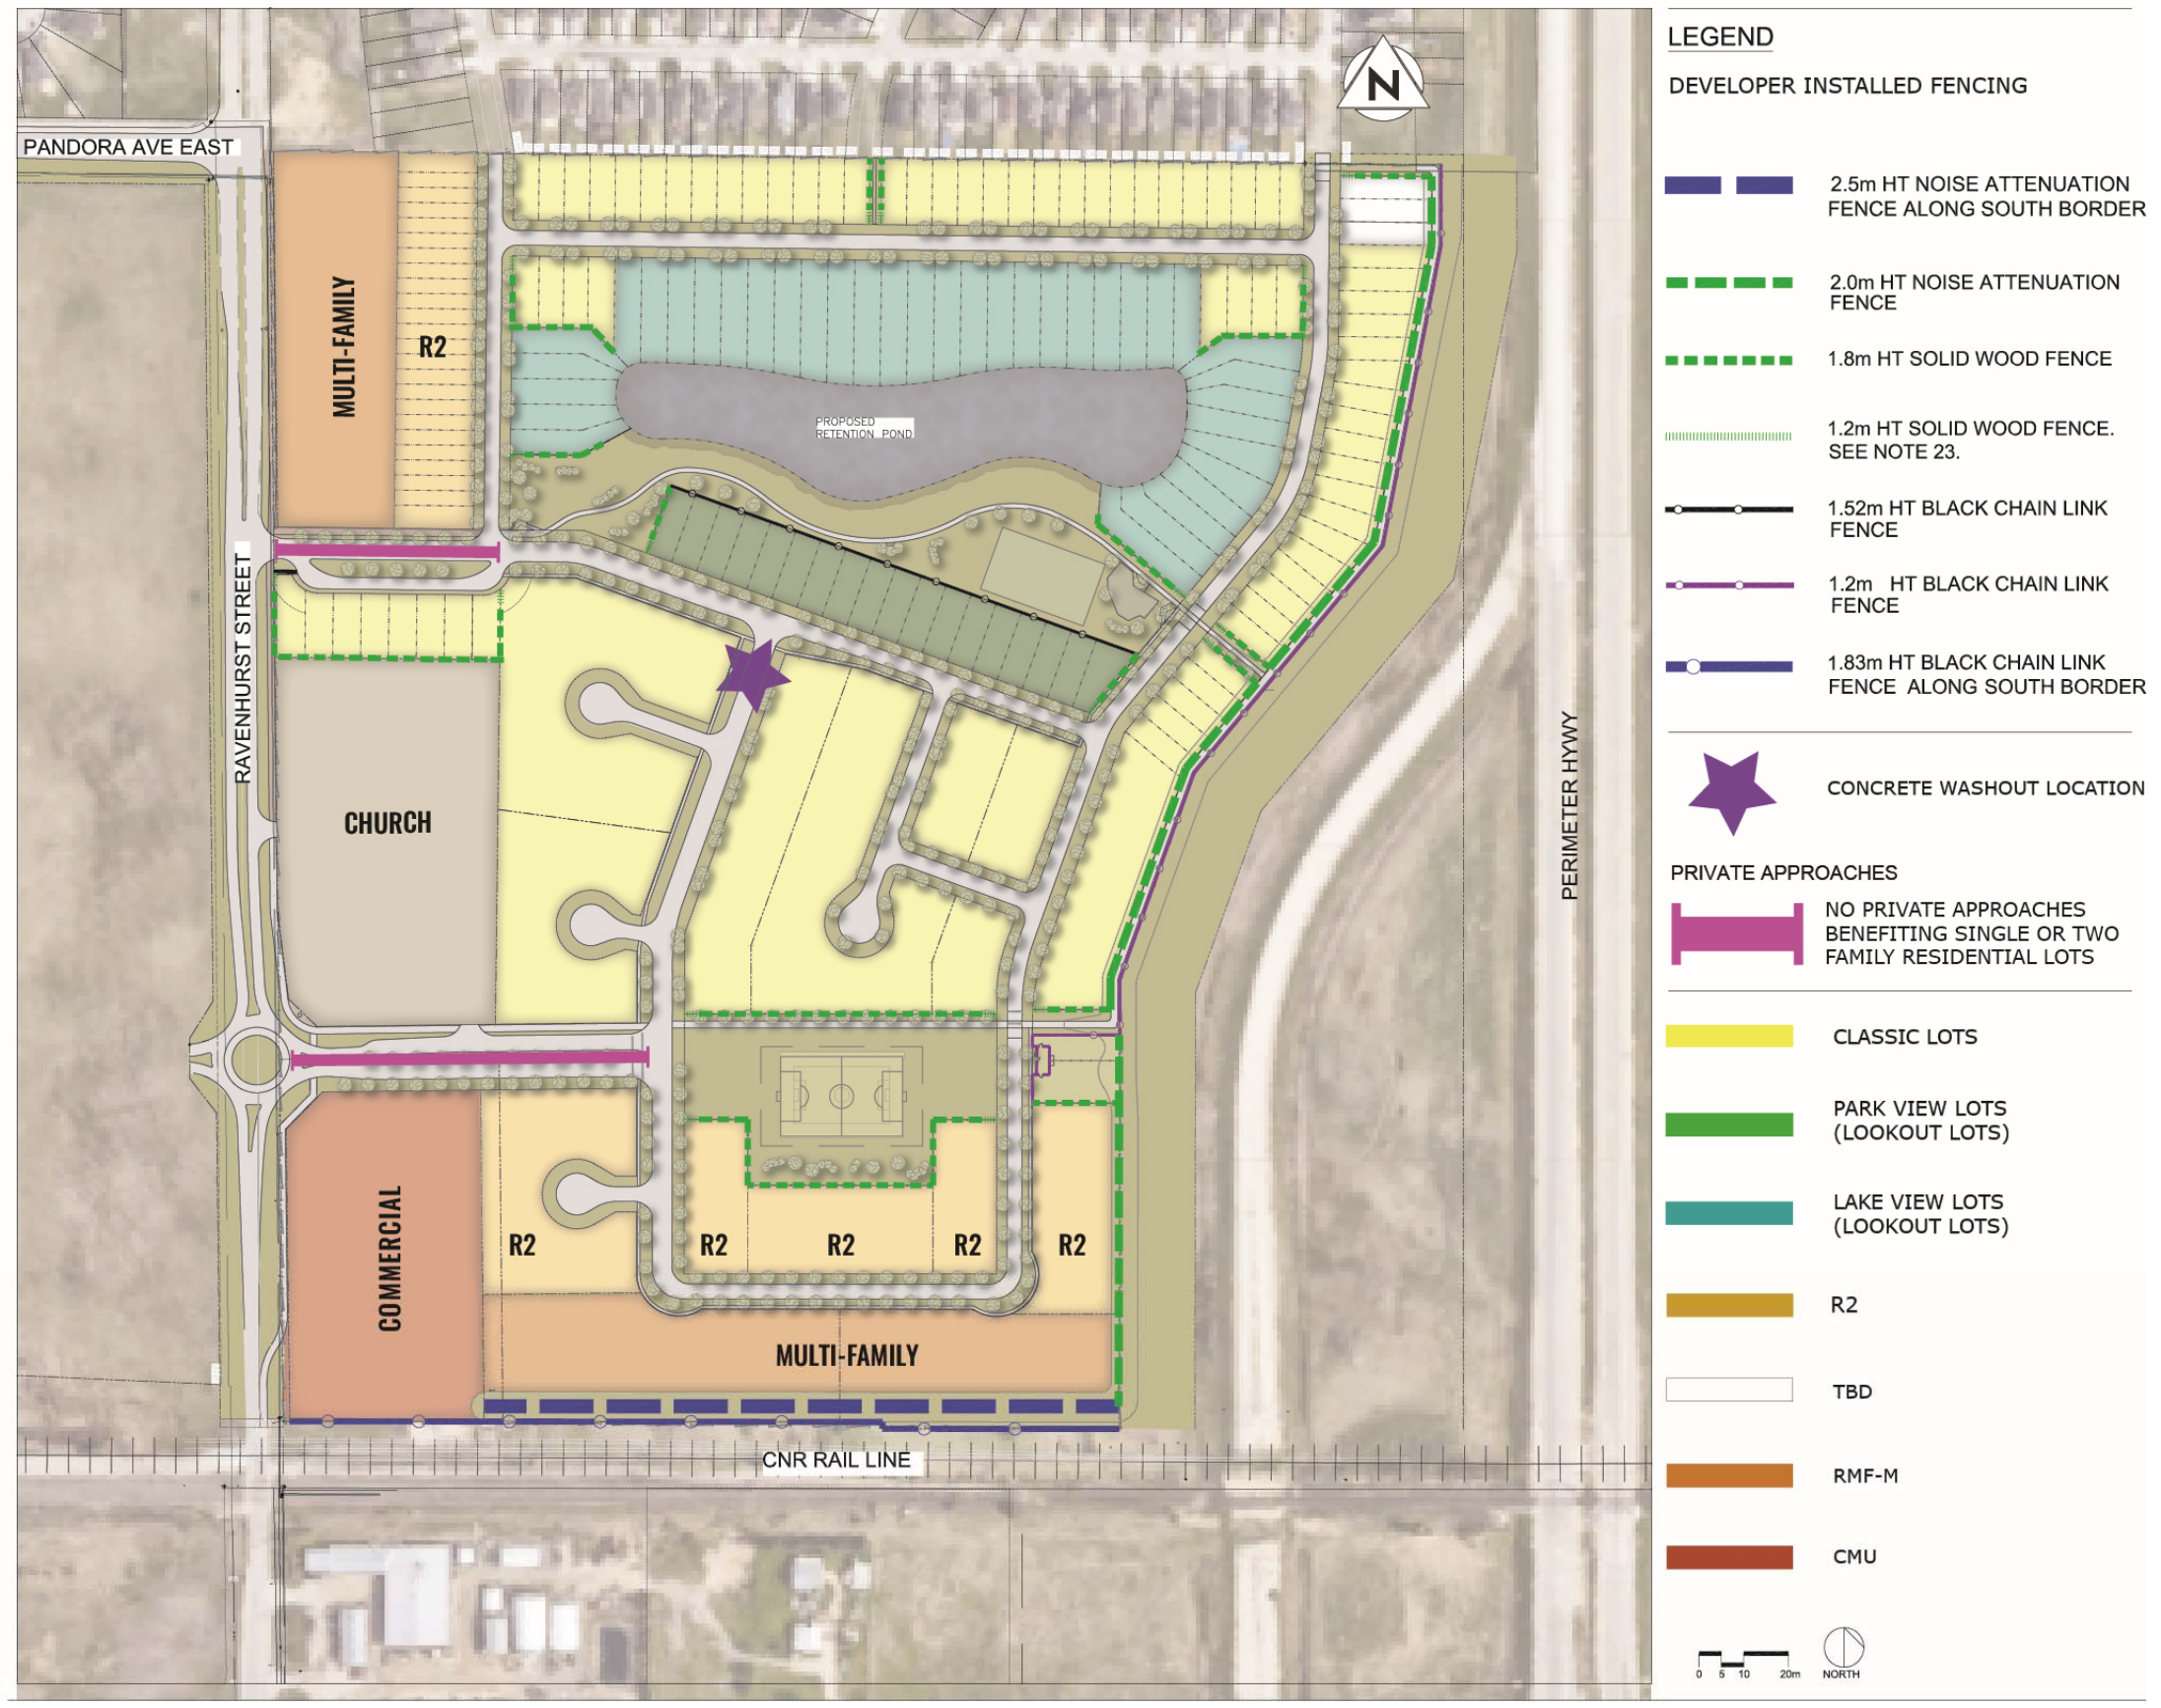 N
PANDORA AVE EAST
MULTI-FAMILY
R2
PROPOSED
RETENTION POND
RAVENHURST STREET
CHURCH
PERIMETER HYWY
COMMERCIAL
R2
R2
R2
R2
R2
MULTI-FAMILY
CNR RAIL LINE
LEGEND
DEVELOPER INSTALLED FENCING
2.5m HT NOISE ATTENUATION
FENCE ALONG SOUTH BORDER
2.0m HT NOISE ATTENUATION
FENCE
1.8m HT SOLID WOOD FENCE
1.2m HT SOLID WOOD FENCE.
SEE NOTE 23.
1.52m HT BLACK CHAIN LINK
FENCE
1.2m HT BLACK CHAIN LINK
FENCE
1.83m HT BLACK CHAIN LINK
FENCE ALONG SOUTH BORDER
CONCRETE WASHOUT LOCATION
PRIVATE APPROACHES
NO PRIVATE APPROACHES
BENEFITING SINGLE OR TWO
FAMILY RESIDENTIAL LOTS
CLASSIC LOTS
PARK VIEW LOTS
(LOOKOUT LOTS)
LAKE VIEW LOTS
(LOOKOUT LOTS)
R2
TBD
RMF-M
CMU
0 5 10 20m
NORTH